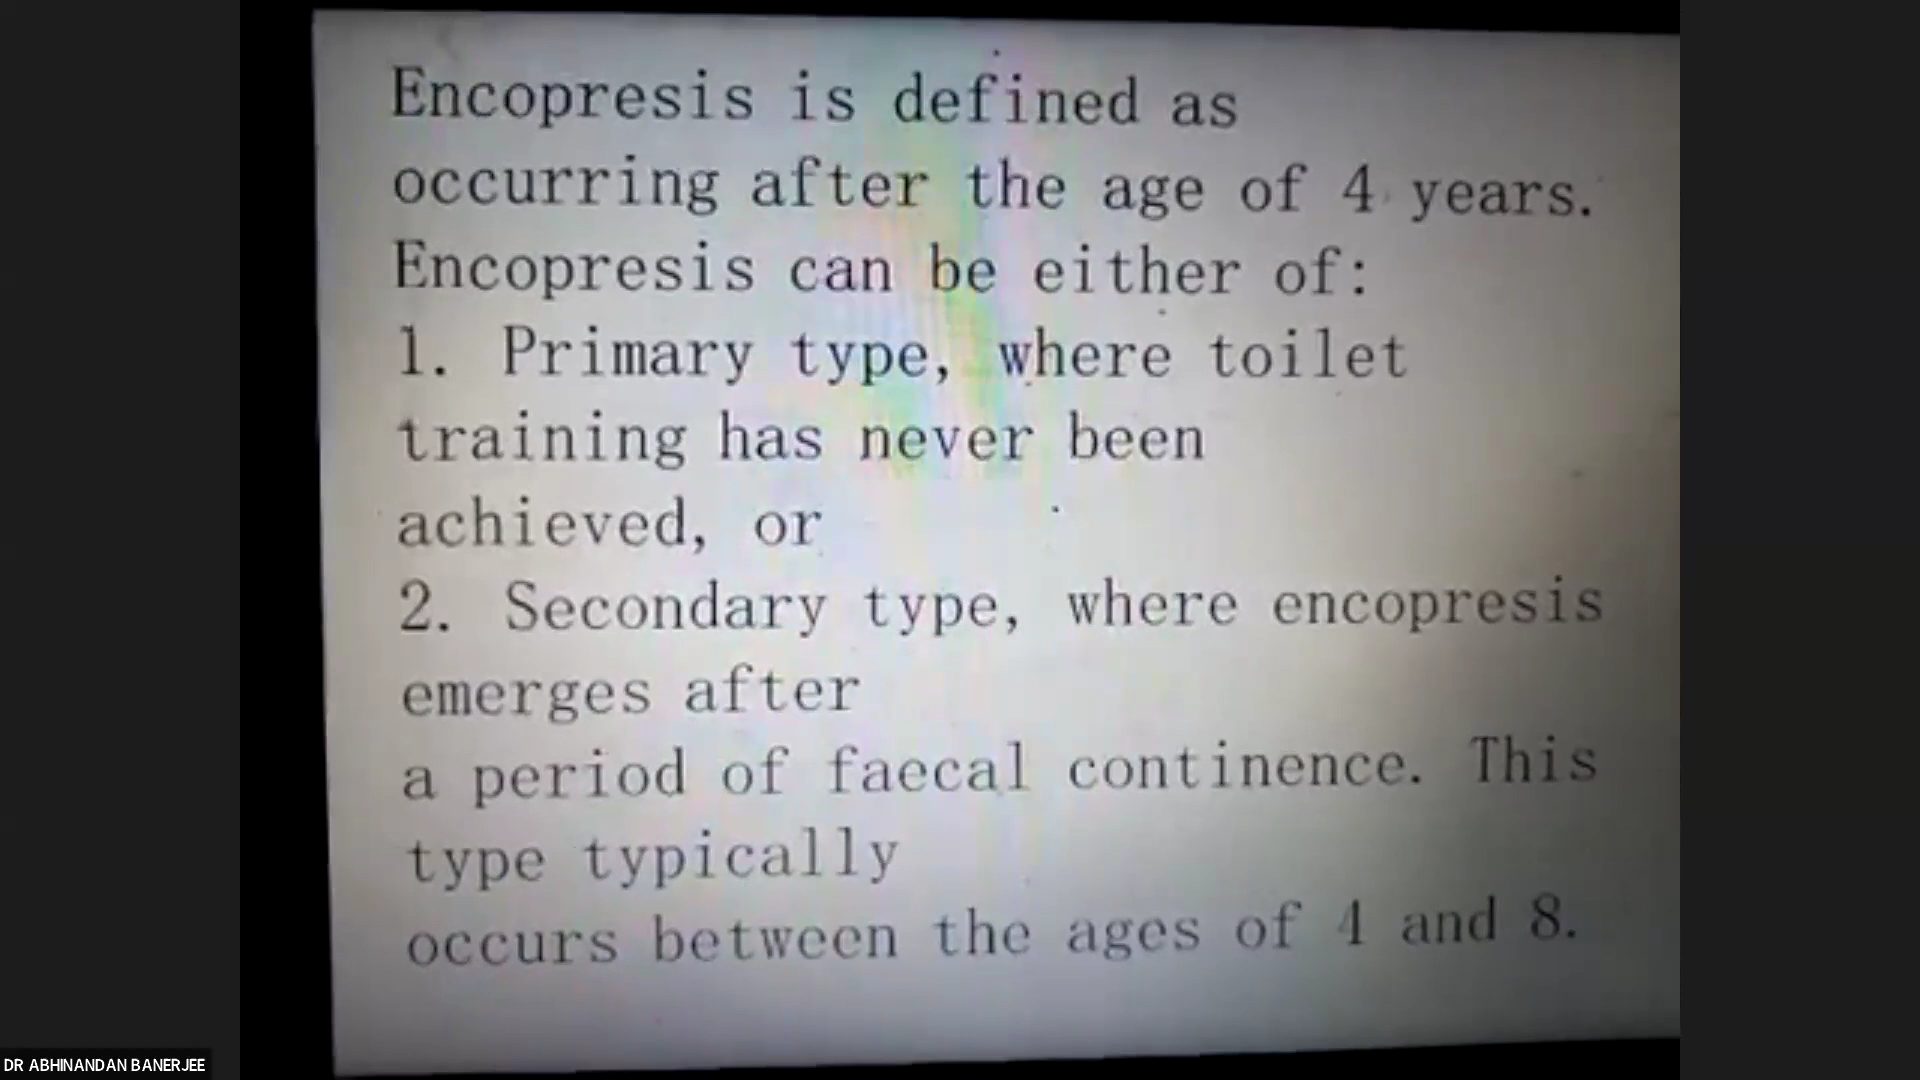 Encopresis is defined as
occurring after the age of 4 years.
Encopresis can be either of:
1. Primary type, where toilet
training has never been
achieved, or
2. Secondary type, where encopresis
emerges after
a period of faecal continence. This
type typically
occurs between the ages of 4 and 8.
DR ABHINANDAN BANERJEE